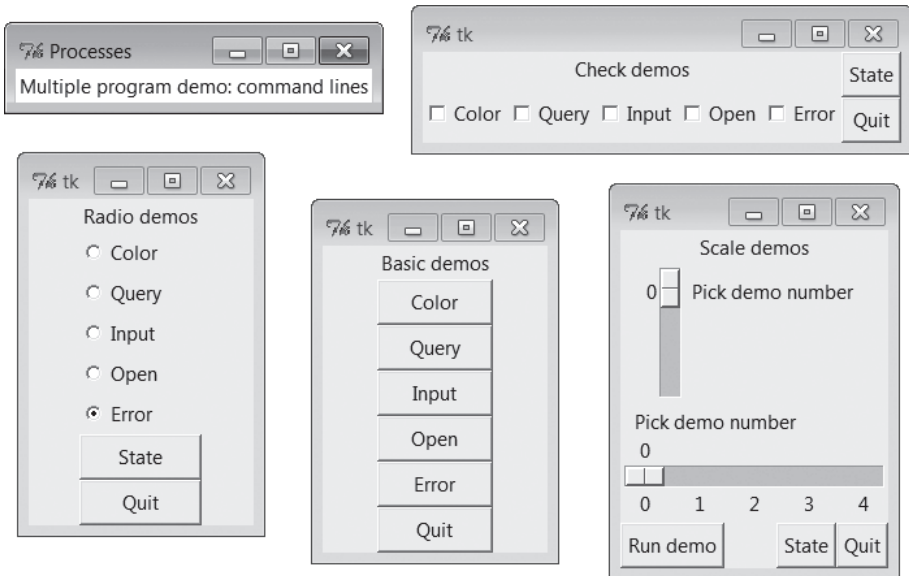 Processes
Multiple program demo: command lines
tk
Check demos
State
Color Query Input Open Error
Quit
tk
Radio demos
Color
Query
Input
Open
Error
State
Quit
tk
Basic demos
Color
Query
Input
Open
Error
Quit
tk
Scale demos
0 Pick demo number
Pick demo number
0
0 1 2 3 4
Run demo State Quit